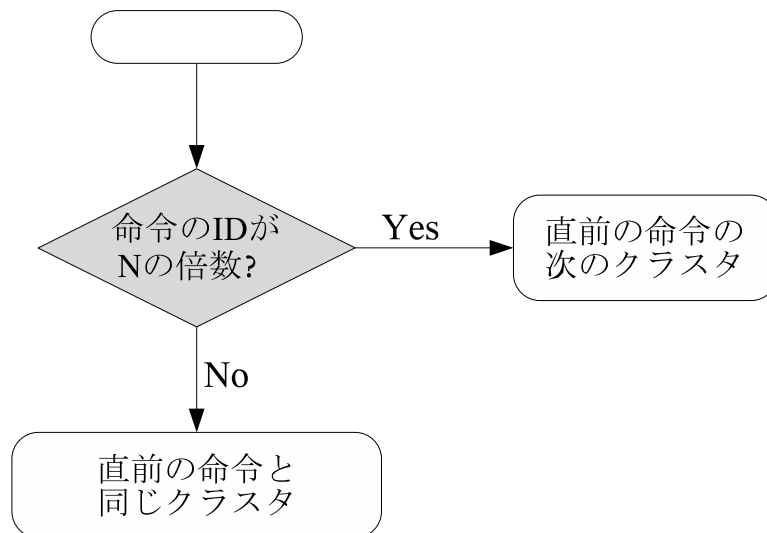 命令のIDが
Nの倍数?
Yes
直前の命令の
次のクラスタ
No
直前の命令と
同じクラスタ